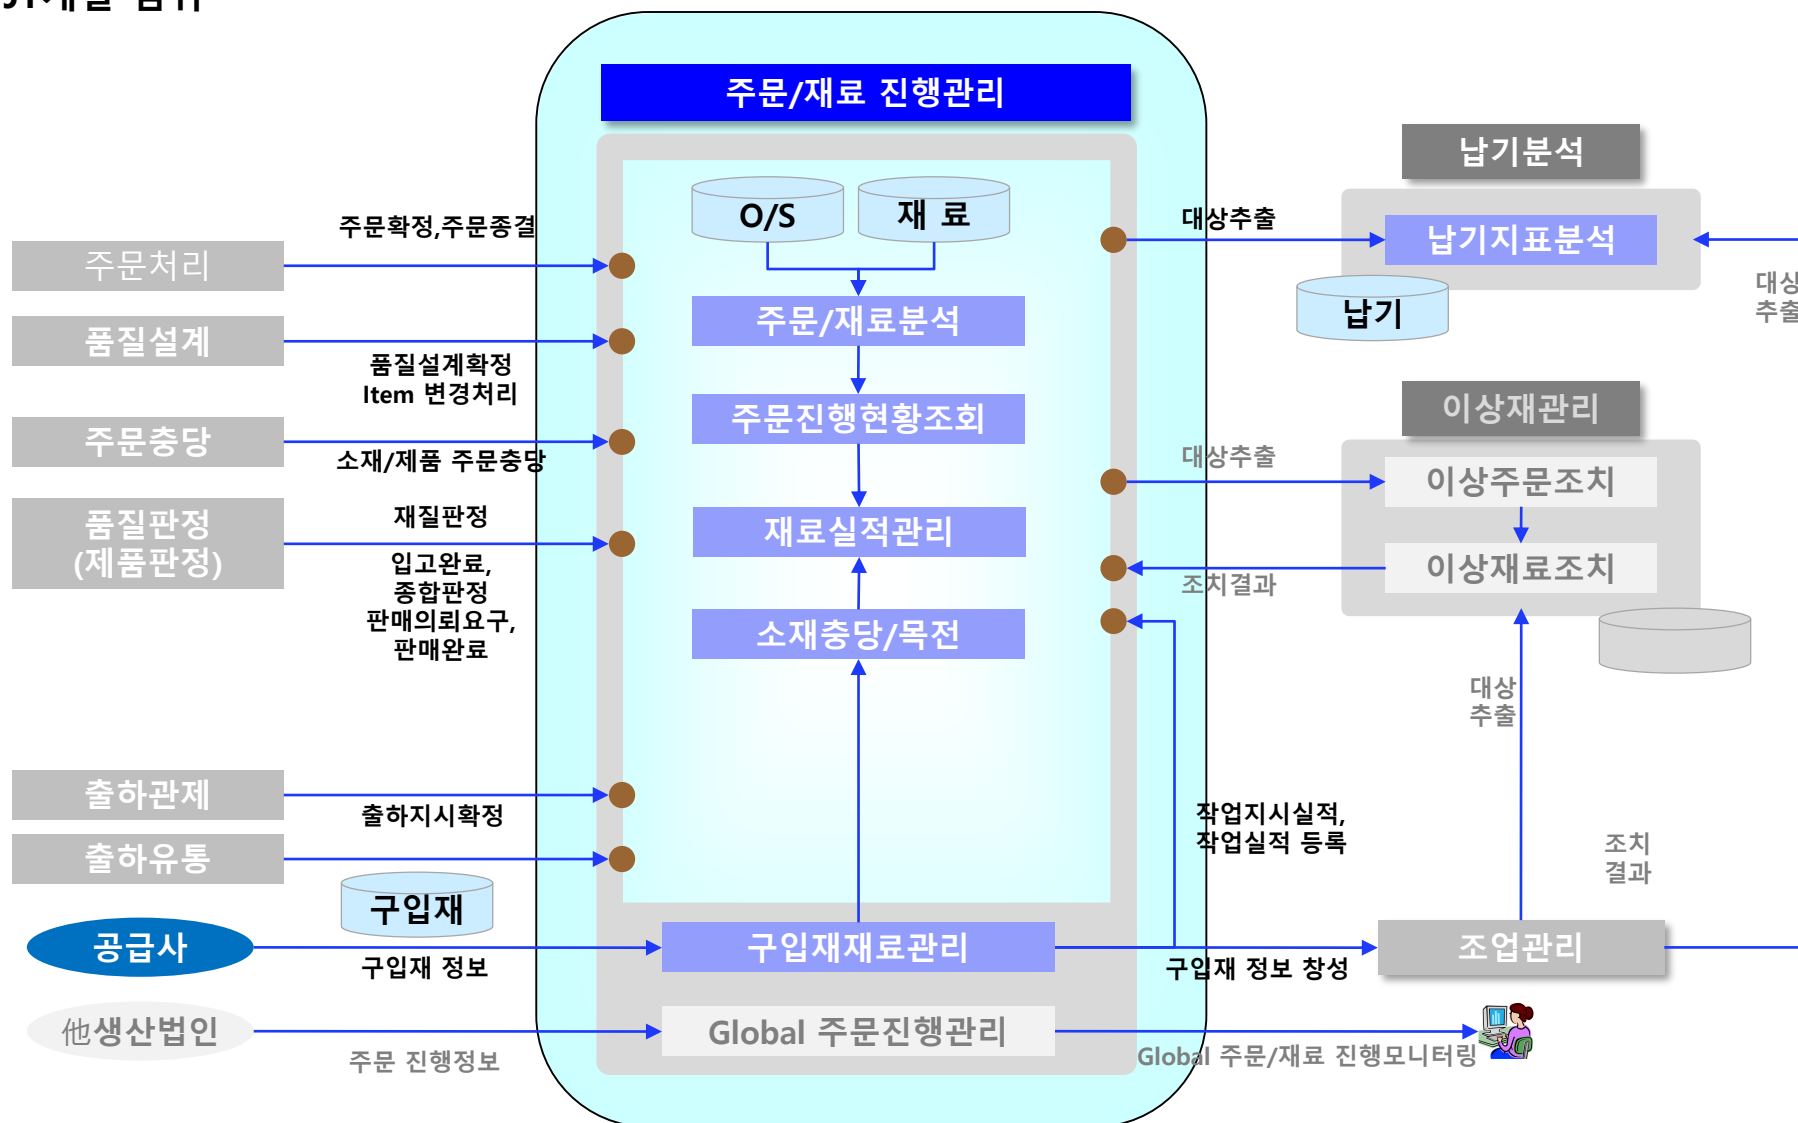 주문/재료 진행관리
O/S
재 료
주문/재료분석
주문진행현황조회
재료실적관리
소재충당/목전
구입재재료관리
Global 주문진행관리
주문처리
주문확정,주문종결
품질설계
품질설계확정
Item 변경처리
주문충당
소재/제품 주문충당
품질판정
(제품판정)
재질판정
입고완료,
종합판정
판매의뢰요구,
판매완료
출하관제
출하지시확정
출하유통
구입재
공급사
구입재 정보
他생산법인
주문 진행정보
대상추출
납기분석
납기지표분석
납기
대상
추출
이상재관리
대상추출
이상주문조치
이상재료조치
조치결과
대상
추출
작업지시실적,
작업실적 등록
조치
결과
구입재 정보 창성
조업관리
Global 주문/재료 진행모니터링